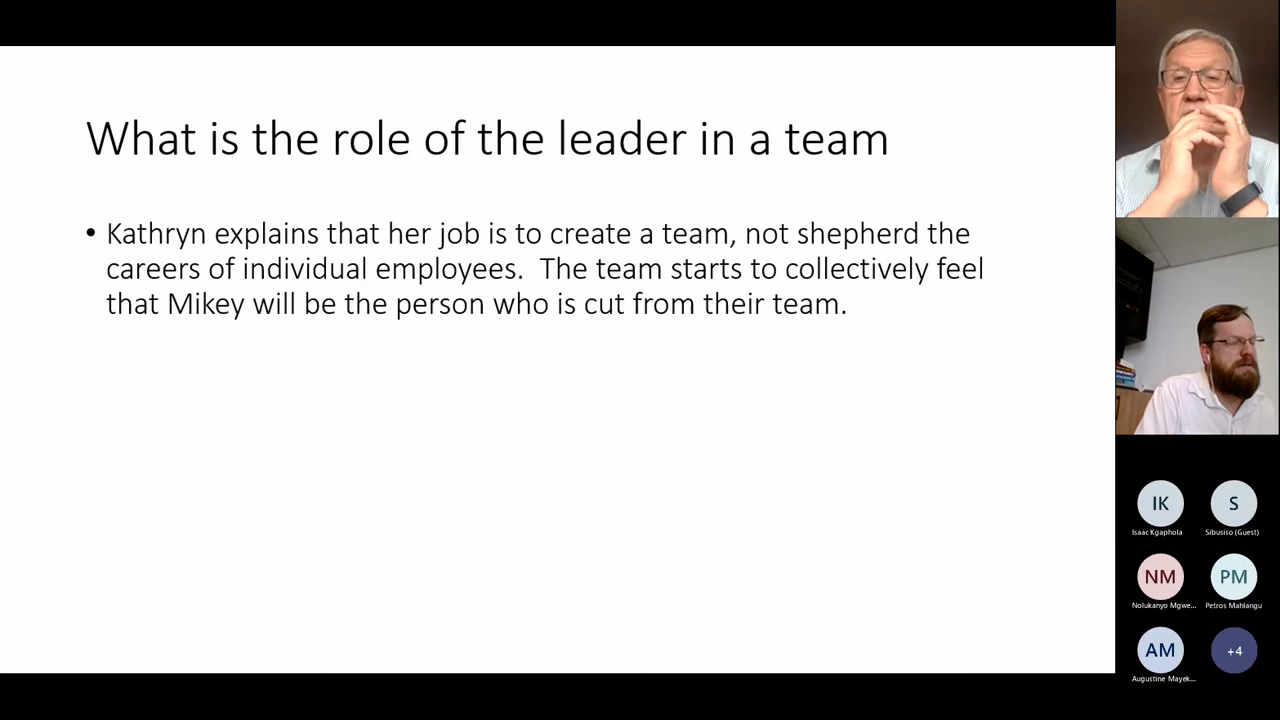 What is the role of the leader in a team
• Kathryn explains that her job is to create a team, not shepherd the
careers of individual employees.  The team starts to collectively feel
that Mikey will be the person who is cut from their team.
IK
S
Isaac Kgaphola
Sibusiso (Guest)
NM
PM
Nolukanyo Mgwe...
Petros Mahlangu
AM
+4
Augustine Mayek...